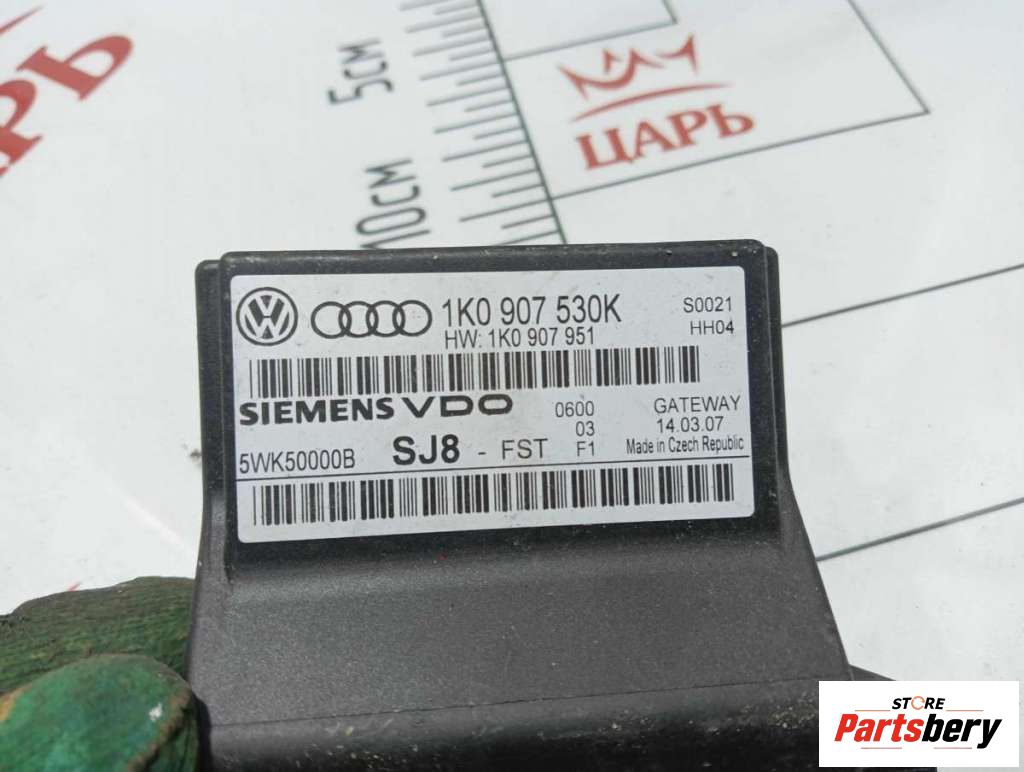 ЦАРЬ
5см
10см
ЦАРЬ
1K0 907 530K
S0021
HW: 1K0 907 951
HH04
SIEMENS VDO
0600
GATEWAY
03
14.03.07
5WK50000B
SJ8 - FST
F1
Made in Czech Republic
STORE
Partsbery